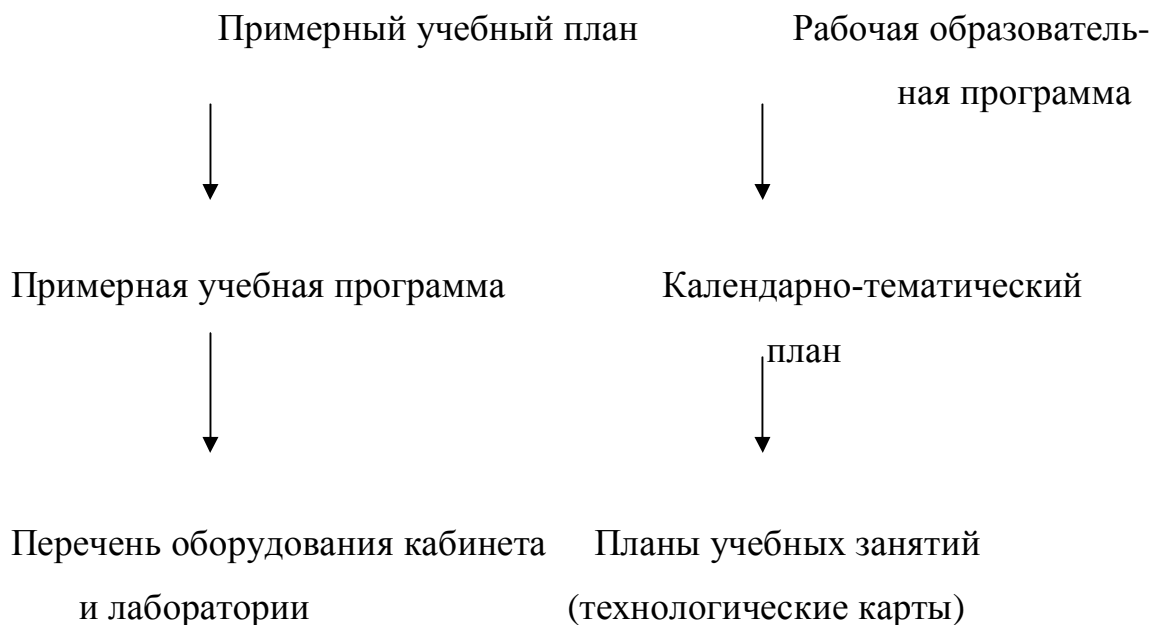 Примерный учебный план Рабочая образователь-
ная программа
Примерная учебная программа Календарно-тематический
план
Перечень оборудования кабинета Планы учебных занятий
и лаборатории (технологические карты)